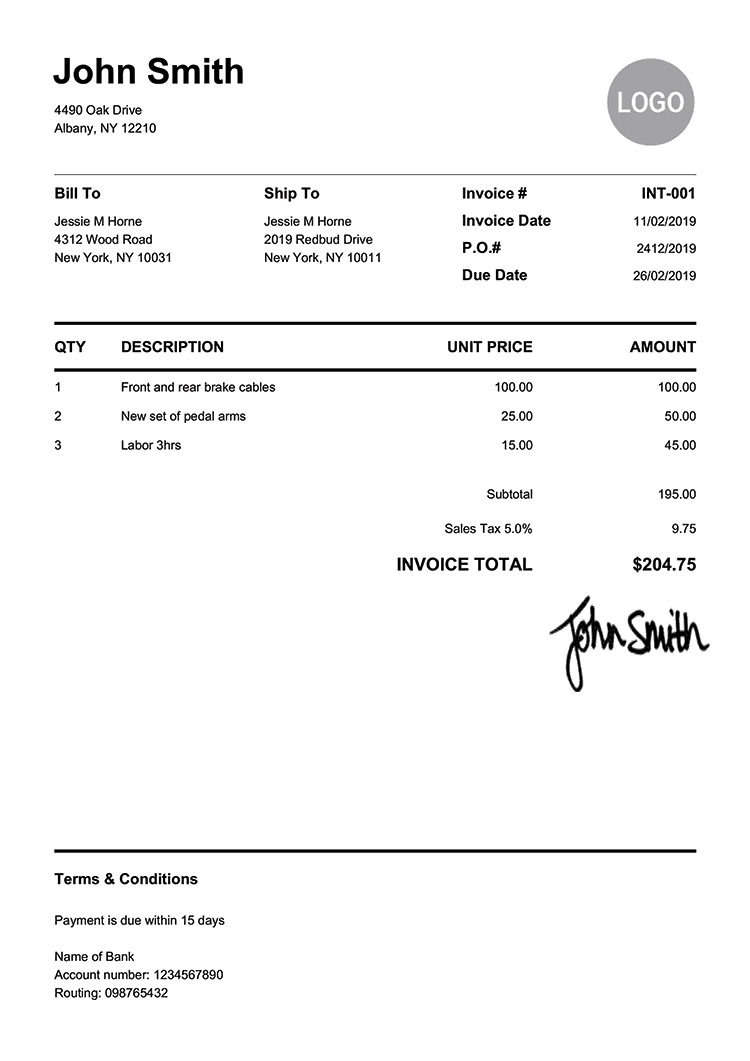 John Smith
4490 Oak Drive
Albany, NY 12210
LOGO
Bill To
Jessie M Horne
4312 Wood Road
New York, NY 10031
Ship To
Jessie M Horne
2019 Redbud Drive
New York, NY 10011
Invoice # INT-001
Invoice Date 11/02/2019
P.O.# 2412/2019
Due Date 26/02/2019
QTY DESCRIPTION UNIT PRICE AMOUNT
1 Front and rear brake cables 100.00 100.00
2 New set of pedal arms 25.00 50.00
3 Labor 3hrs 15.00 45.00
Subtotal 195.00
Sales Tax 5.0% 9.75
INVOICE TOTAL $204.75
John Smith
Terms & Conditions
Payment is due within 15 days
Name of Bank
Account number: 1234567890
Routing: 098765432